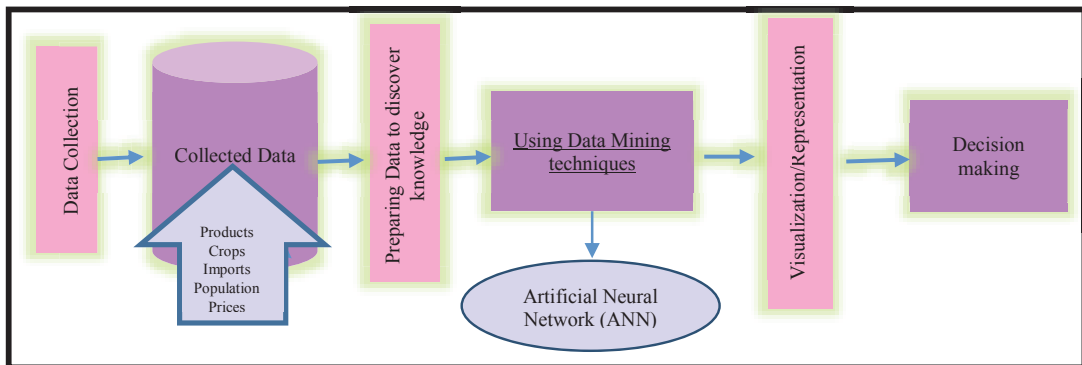 Data Collection
Collected Data
Products
Crops
Imports
Population
Prices
Preparing Data to discover
knowledge
Using Data Mining
techniques
Artificial Neural
Network (ANN)
Visualization/Representation
Decision
making